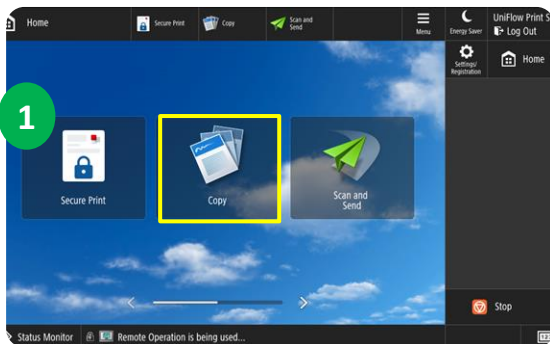 Home
Secure Print
Copy
Scan and
Send
Menu
Energy Saver
UniFlow Print S
Log Out
Settings/
Registration
Home
1
Secure Print
Copy
Scan and
Send
Stop
Status Monitor
Remote Operation is being used...
123